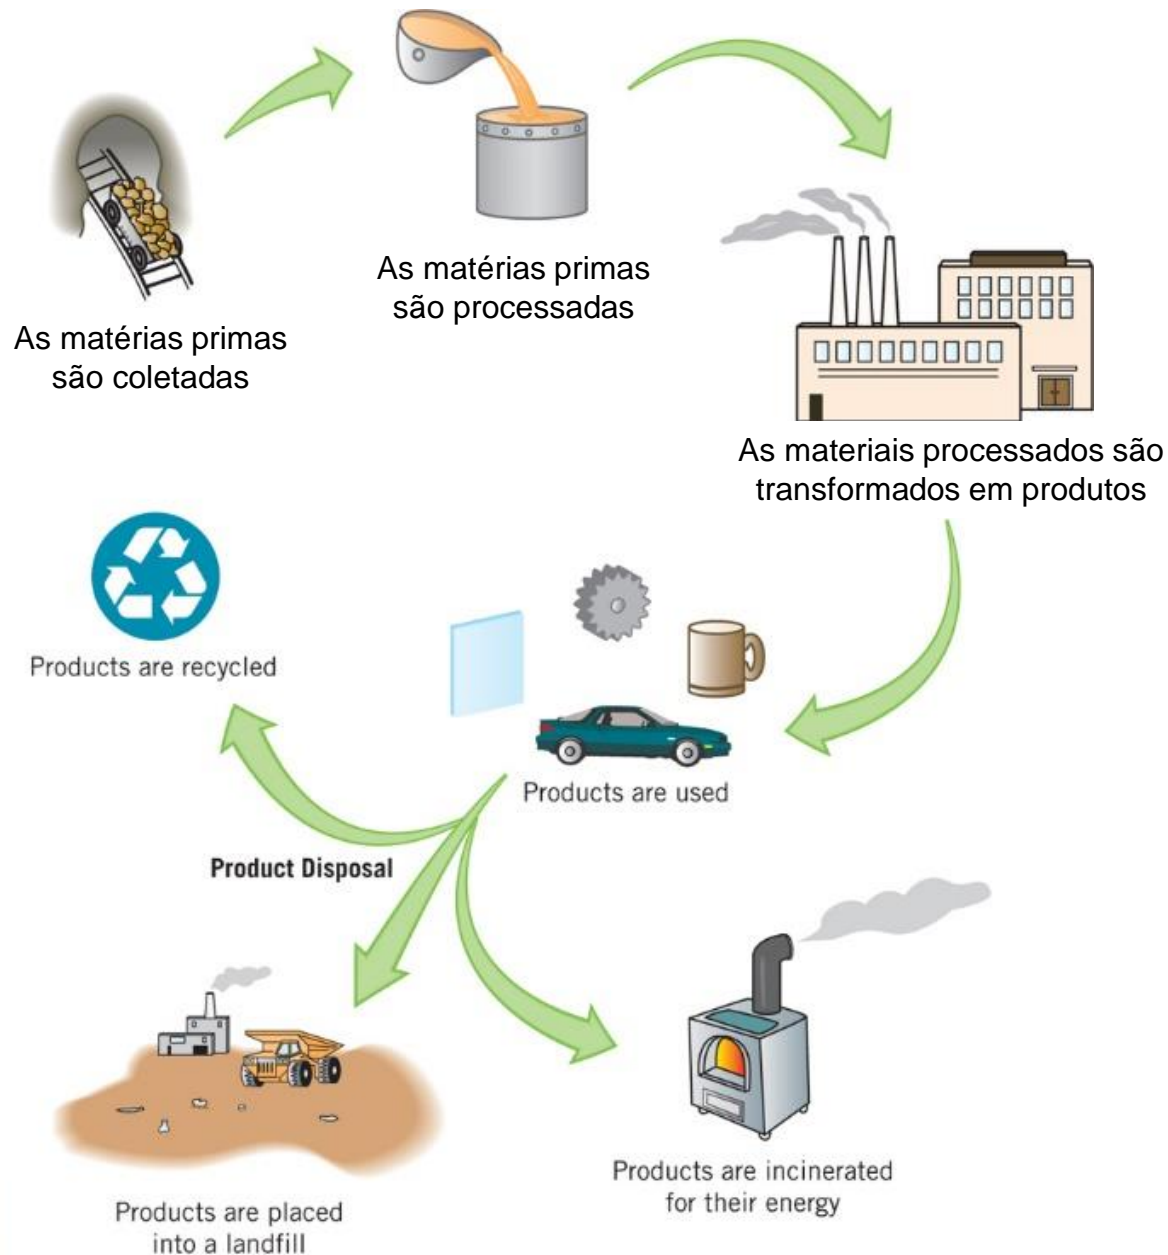 As matérias primas
são coletadas
As matérias primas
são processadas
As materiais processados são
transformados em produtos
Products are recycled
Products are used
Product Disposal
Products are placed
into a landfill
Products are incinerated
for their energy